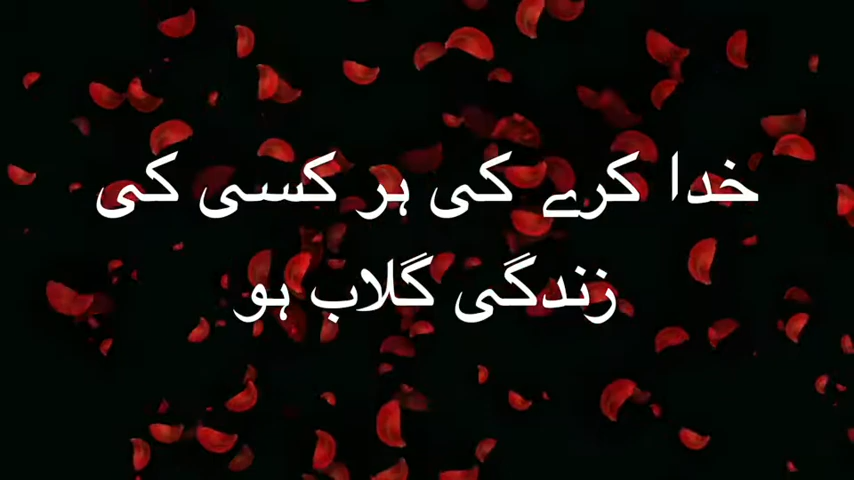 خدا کرے کی ہر کسی کی
زندگی گلاب ہو